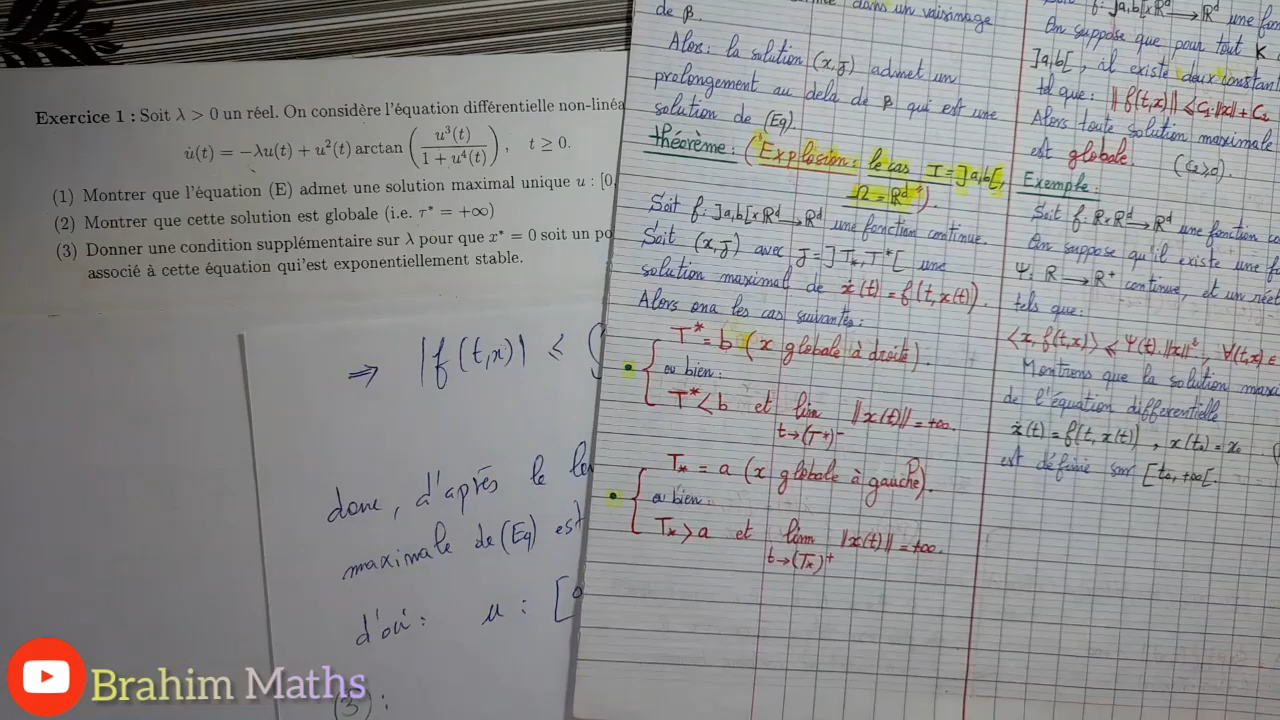 Exercice 1 : Soit λ > 0 un réel. On considère l'équation différentielle non-linéa
u̇(t) = −λu(t) + u²(t) arctan ( u³(t) / 1 + u⁴(t) ), t ≥ 0.
(1) Montrer que l'équation (E) admet une solution maximal unique u : [0,
(2) Montrer que cette solution est globale (i.e. τ* = +∞)
(3) Donner une condition supplémentaire sur λ pour que x* = 0 soit un po
associé à cette équation qui'est exponentiellement stable.
⇒ |f(t,x)| ≤
donc, d'après le
maximale de (Eq) est
d'où : u : [0
(3) :
dans un voisinage
de β.
Alors : la solution (x,J) admet un
prolongement au delà de β qui est une
solution de (Eq)
théorème : ("Explosion : le cas I = ]a,b[,
Ω = ℝᵈ").
Soit f : ]a,b[×ℝᵈ → ℝᵈ une fonction continue.
Soit (x,J) avec J = ]T⁎,T*[ une
solution maximal de ẋ(t) = f(t,x(t)).
Alors on a les cas suivantes :
T* = b (x globale à droite).
ou bien :
T* < b et lim ‖x(t)‖ = +∞.
t→(T*)⁻
T⁎ = a (x globale à gauche).
ou bien :
T⁎ > a et lim ‖x(t)‖ = +∞.
t→(T⁎)⁺
f : ]a,b[×ℝᵈ → ℝᵈ une fon
On suppose que pour tout K
]a,b[, il existe deux constant
tel que : ‖f(t,x)‖ ≤ C₁‖x‖ + C₂
Alors toute solution maximale
est globale. (C₂ ≥ 0).
Exemple :
Soit f : ℝ×ℝᵈ → ℝᵈ une fonction co
On suppose qu'il existe une f
Ψ : ℝ → ℝ⁺ continue, et un réel
tels que :
⟨x, f(t,x)⟩ ≤ Ψ(t).‖x‖², ∀(t,x) ∈
Montrons que la solution maxi
de l'équation differentielle
ẋ(t) = f(t, x(t)), x(t₀) = x₀
est définie sur [t₀, +∞[.
Brahim Maths